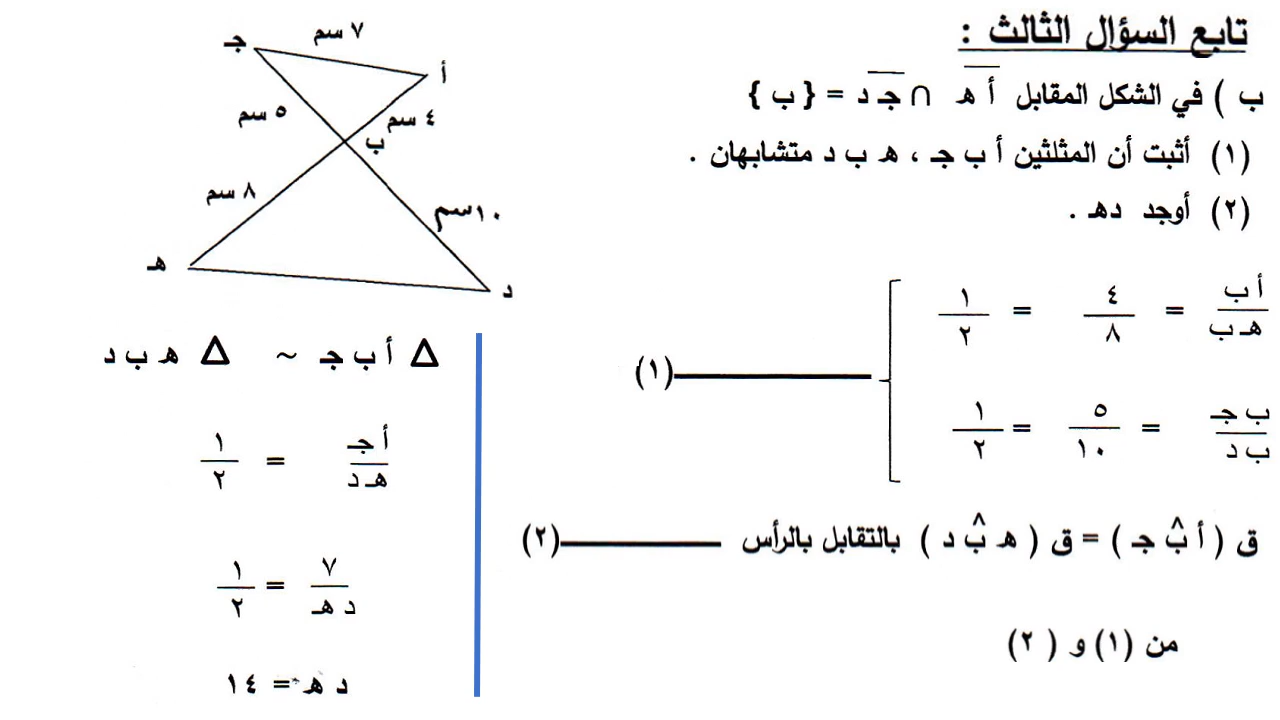 تابع السؤال الثالث :
ب ) في الشكل المقابل أ هـ ∩ جـ د = { ب }
(١) أثبت أن المثلثين أ ب جـ ، هـ ب د متشابهان .
(٢) أوجد دهـ .
جـ
٧ سم
أ
٥ سم
٤ سم
ب
٨ سم
١٠سم
هـ
د
أ ب / هـ ب = ٤ / ٨ = ١ / ٢
(١)
ب جـ / ب د = ٥ / ١٠ = ١ / ٢
ق ( أ ب̂ جـ ) = ق ( هـ ب̂ د ) بالتقابل بالرأس (٢)
من (١) و ( ٢)
Δ أ ب جـ ~ Δ هـ ب د
أ جـ / هـ د = ١ / ٢
٧ / د هـ = ١ / ٢
د هـ = ١٤